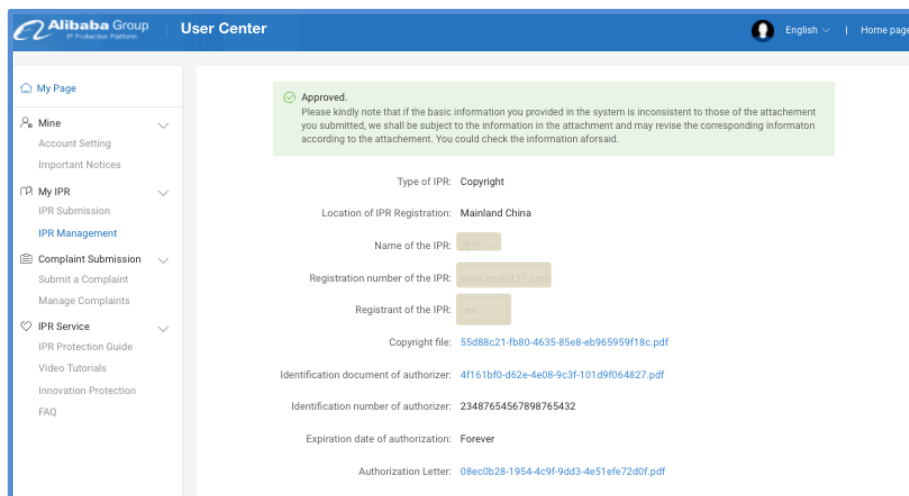 Alibaba Group
IP Protection Platform
User Center
English
|
Home page
My Page
Mine
Account Setting
Important Notices
My IPR
IPR Submission
IPR Management
Complaint Submission
Submit a Complaint
Manage Complaints
IPR Service
IPR Protection Guide
Video Tutorials
Innovation Protection
FAQ
Approved.
Please kindly note that if the basic information you provided in the system is inconsistent to those of the attachement
you submitted, we shall be subject to the information in the attachment and may revise the corresponding informaton
according to the attachement. You could check the information aforsaid.
Type of IPR: Copyright
Location of IPR Registration: Mainland China
Name of the IPR:
Registration number of the IPR: www.ceshi111.com
Registrant of the IPR:
Copyright file: 55d88c21-fb80-4635-85e8-eb965959f18c.pdf
Identification document of authorizer: 4f161bf0-d62e-4e08-9c3f-101d9f064827.pdf
Identification number of authorizer: 23487654567898765432
Expiration date of authorization: Forever
Authorization Letter: 08ec0b28-1954-4c9f-9dd3-4e51efe72d0f.pdf